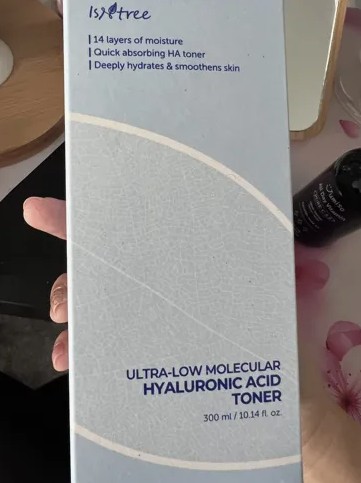 Isntree
14 layers of moisture
Quick absorbing HA toner
Deeply hydrates & smoothens skin
ULTRA-LOW MOLECULAR
HYALURONIC ACID
TONER
300 ml / 10.14 fl. oz.